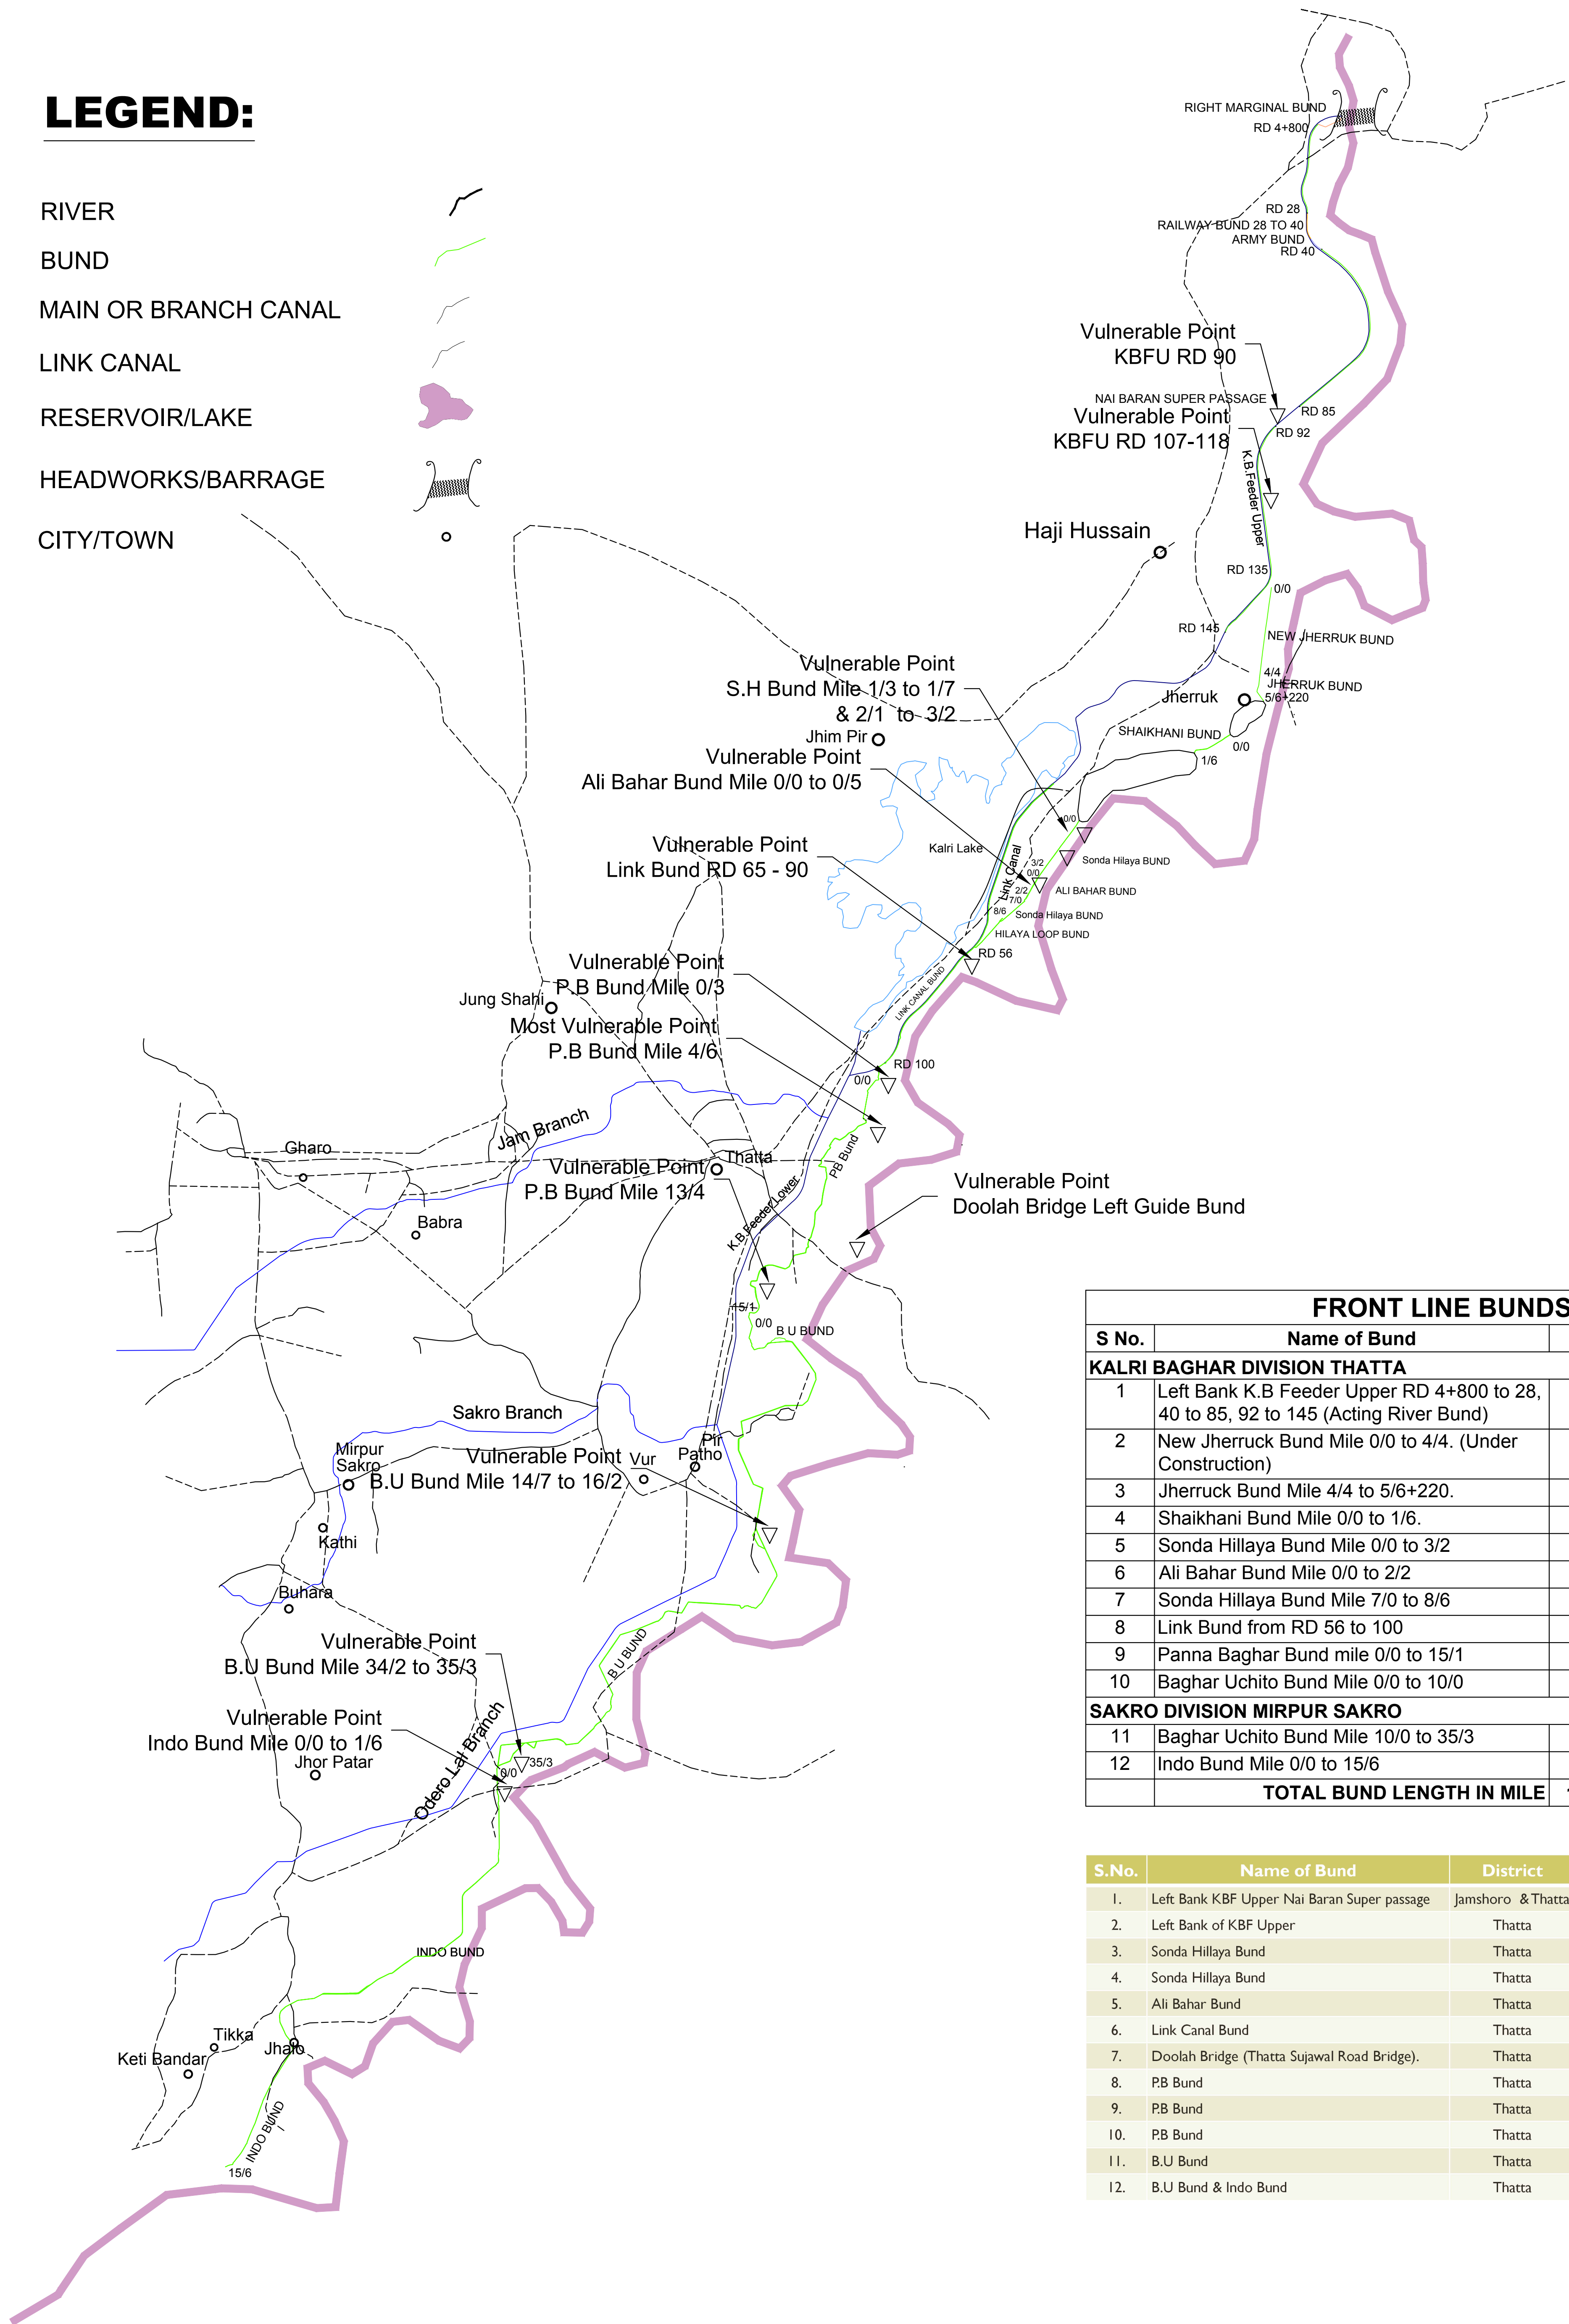 LEGEND:
RIVER
BUND
MAIN OR BRANCH CANAL
LINK CANAL
RESERVOIR/LAKE
HEADWORKS/BARRAGE
CITY/TOWN
RIGHT MARGINAL BUND
RD 4+800
RD 28
RAILWAY BUND 28 TO 40
ARMY BUND
RD 40
Vulnerable Point
KBFU RD 90
NAI BARAN SUPER PASSAGE
RD 85
Vulnerable Point
KBFU RD 107-118
RD 92
K.B.Feeder Upper
Haji Hussain
RD 135
0/0
RD 145
NEW JHERRUK BUND
4/4
JHERRUK BUND
5/6+220
Jherruk
Vulnerable Point
S.H Bund Mile 1/3 to 1/7
& 2/1 to 3/2
SHAIKHANI BUND
0/0
1/6
Jhim Pir
Vulnerable Point
Ali Bahar Bund Mile 0/0 to 0/5
0/0
Vulnerable Point
Link Bund RD 65 - 90
Kalri Lake
Link Canal
Sonda Hilaya BUND
3/2
0/0
2/2
7/0
ALI BAHAR BUND
8/6
Sonda Hilaya BUND
HILAYA LOOP BUND
RD 56
LINK CANAL BUND
Vulnerable Point
P.B Bund Mile 0/3
Jung Shahi
Most Vulnerable Point
P.B Bund Mile 4/6
RD 100
0/0
Jam Branch
Gharo
PB Bund
Thatta
Vulnerable Point
P.B Bund Mile 13/4
Vulnerable Point
Doolah Bridge Left Guide Bund
K.B.Feeder Lower
Babra
15/1
0/0
B U BUND
Sakro Branch
Mirpur
Sakro
Vulnerable Point
B.U Bund Mile 14/7 to 16/2
Vur
Pir
Patho
Kathi
Buhara
Vulnerable Point
B.U Bund Mile 34/2 to 35/3
B U BUND
Vulnerable Point
Indo Bund Mile 0/0 to 1/6
Jhor Patar
Odero Lal Branch
35/3
0/0
INDO BUND
Tikka
Keti Bandar
Jhalo
INDO BUND
15/6
FRONT LINE BUNDS
S No. Name of Bund
KALRI BAGHAR DIVISION THATTA
1 Left Bank K.B Feeder Upper RD 4+800 to 28,
40 to 85, 92 to 145 (Acting River Bund)
2 New Jherruck Bund Mile 0/0 to 4/4. (Under
Construction)
3 Jherruck Bund Mile 4/4 to 5/6+220.
4 Shaikhani Bund Mile 0/0 to 1/6.
5 Sonda Hillaya Bund Mile 0/0 to 3/2
6 Ali Bahar Bund Mile 0/0 to 2/2
7 Sonda Hillaya Bund Mile 7/0 to 8/6
8 Link Bund from RD 56 to 100
9 Panna Baghar Bund mile 0/0 to 15/1
10 Baghar Uchito Bund Mile 0/0 to 10/0
SAKRO DIVISION MIRPUR SAKRO
11 Baghar Uchito Bund Mile 10/0 to 35/3
12 Indo Bund Mile 0/0 to 15/6
TOTAL BUND LENGTH IN MILE
S.No. Name of Bund District
1. Left Bank KBF Upper Nai Baran Super passage Jamshoro & Thatta
2. Left Bank of KBF Upper Thatta
3. Sonda Hillaya Bund Thatta
4. Sonda Hillaya Bund Thatta
5. Ali Bahar Bund Thatta
6. Link Canal Bund Thatta
7. Doolah Bridge (Thatta Sujawal Road Bridge). Thatta
8. P.B Bund Thatta
9. P.B Bund Thatta
10. P.B Bund Thatta
11. B.U Bund Thatta
12. B.U Bund & Indo Bund Thatta